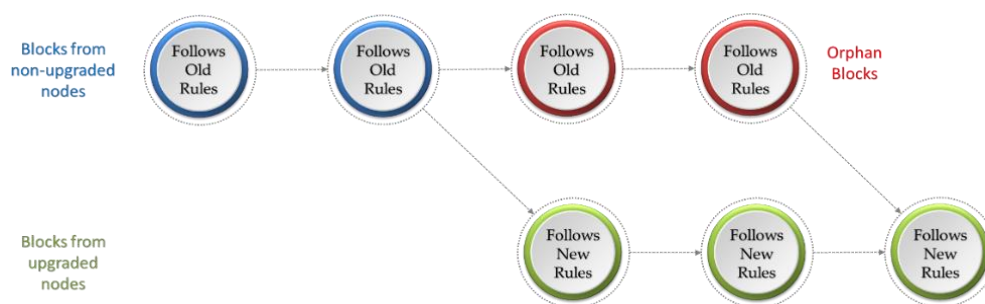 Blocks from
non-upgraded
nodes
Follows
Old
Rules
Follows
Old
Rules
Follows
Old
Rules
Follows
Old
Rules
Orphan
Blocks
Blocks from
upgraded
nodes
Follows
New
Rules
Follows
New
Rules
Follows
New
Rules